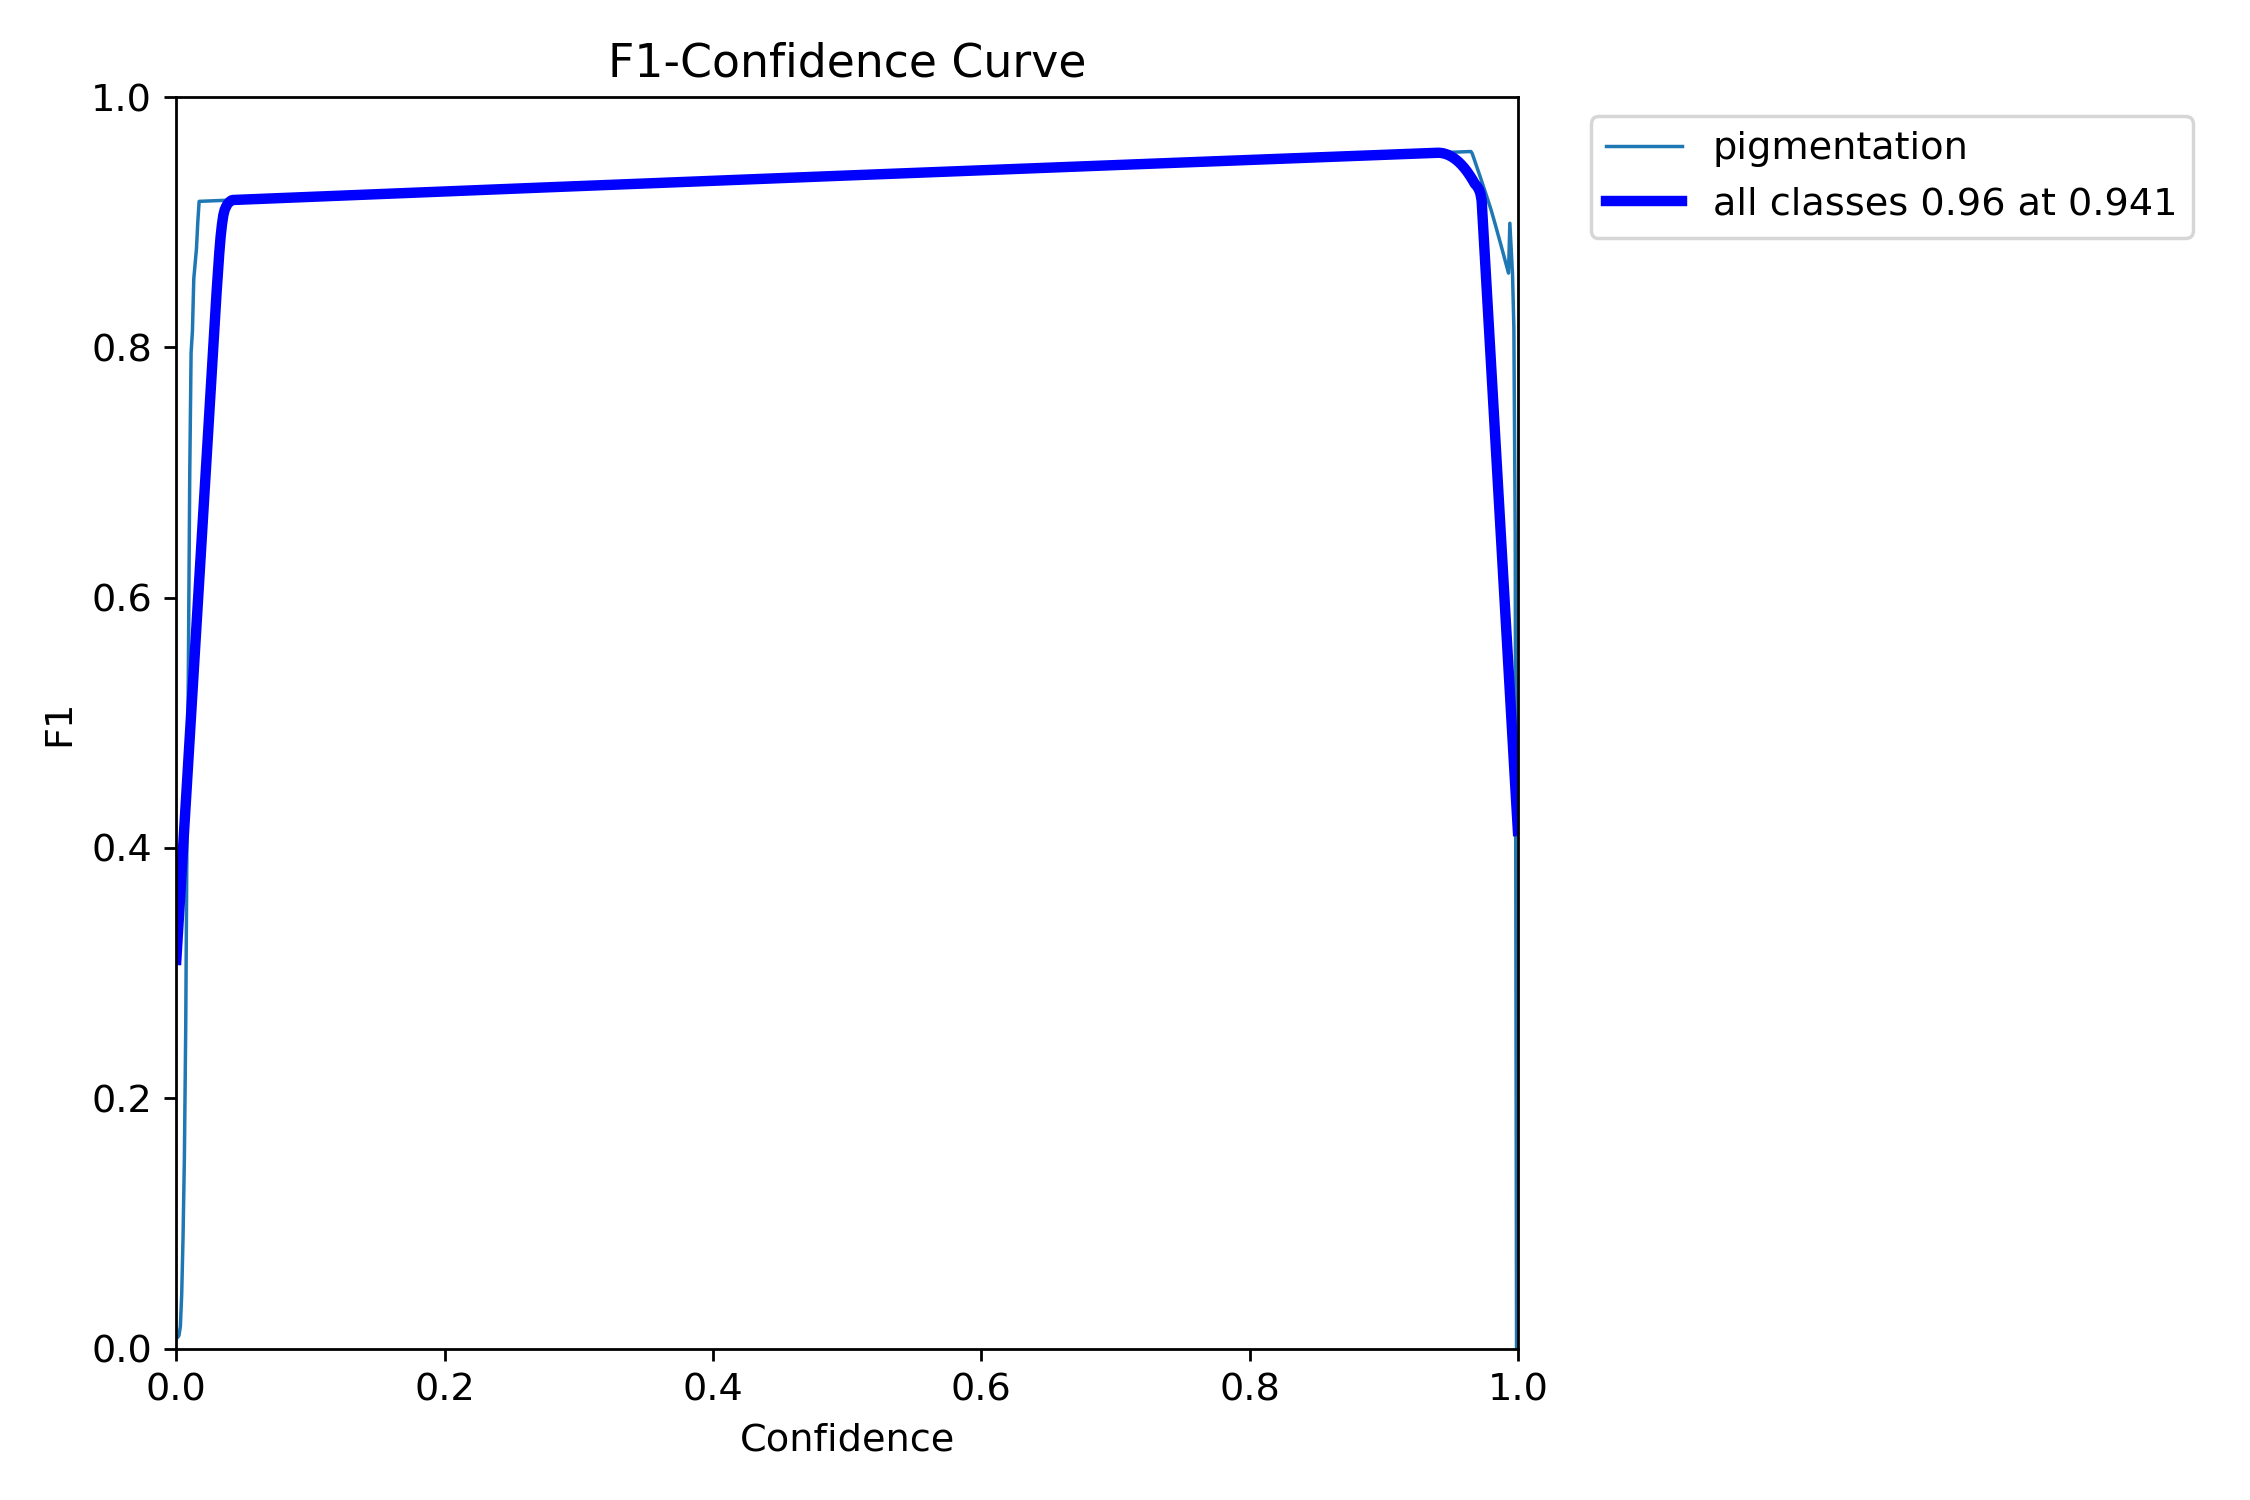 F1-Confidence Curve
1.0
0.8
0.6
0.4
0.2
0.0
F1
0.0 0.2 0.4 0.6 0.8 1.0
Confidence
pigmentation
all classes 0.96 at 0.941